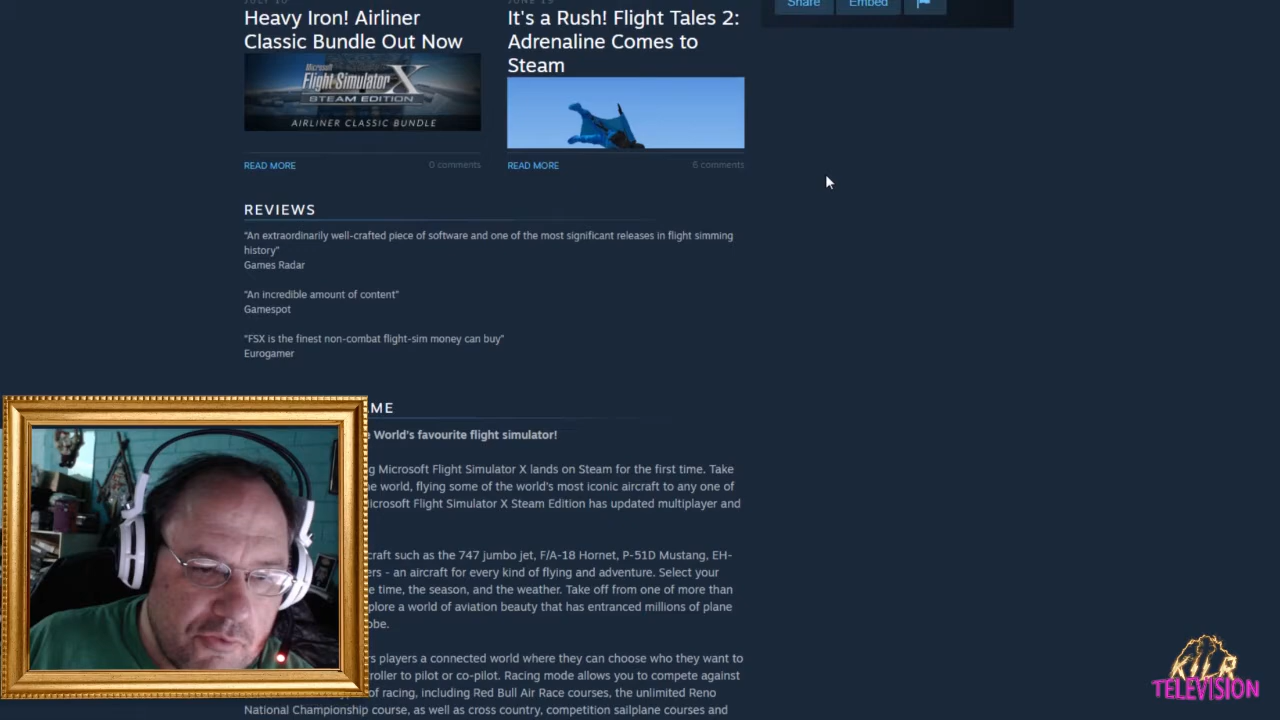 Heavy Iron! Airliner
Classic Bundle Out Now
Microsoft
Flight Simulator X
STEAM EDITION
AIRLINER CLASSIC BUNDLE
READ MORE
0 comments
It's a Rush! Flight Tales 2:
Adrenaline Comes to
Steam
READ MORE
6 comments
Share
Embed
REVIEWS
“An extraordinarily well-crafted piece of software and one of the most significant releases in flight simming
history”
Games Radar
“An incredible amount of content”
Gamespot
“FSX is the finest non-combat flight-sim money can buy”
Eurogamer
ME
World's favourite flight simulator!
g Microsoft Flight Simulator X lands on Steam for the first time. Take
he world, flying some of the world's most iconic aircraft to any one of
icrosoft Flight Simulator X Steam Edition has updated multiplayer and
craft such as the 747 jumbo jet, F/A-18 Hornet, P-51D Mustang, EH-
ers - an aircraft for every kind of flying and adventure. Select your
e time, the season, and the weather. Take off from one of more than
plore a world of aviation beauty that has entranced millions of plane
obe.
rs players a connected world where they can choose who they want to
roller to pilot or co-pilot. Racing mode allows you to compete against
of racing, including Red Bull Air Race courses, the unlimited Reno
National Championship course, as well as cross country, competition sailplane courses and
KILR
TELEVISION